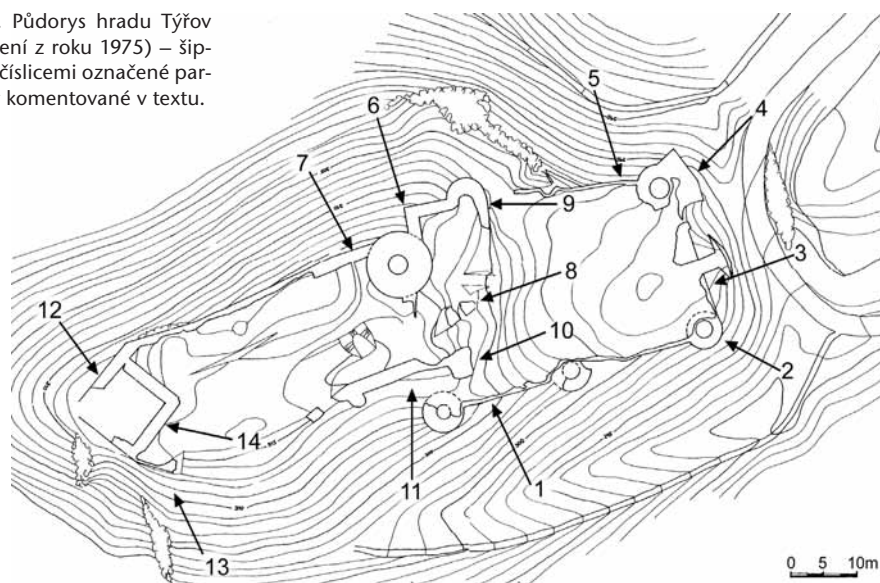 . Půdorys hradu Týřov
ení z roku 1975) – šip-
číslicemi označené par-
komentované v textu.
5
4
6
7
9
3
8
12
10
2
14
11
1
13
0 5 10m